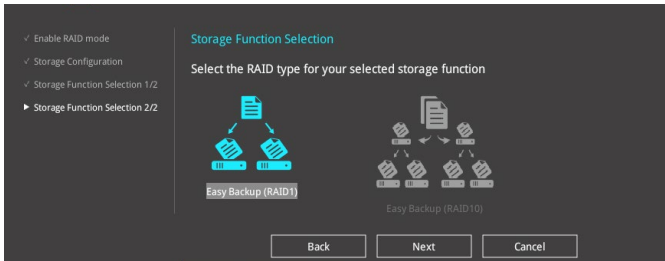 ✓ Enable RAID mode
✓ Storage Configuration
✓ Storage Function Selection 1/2
▶ Storage Function Selection 2/2
Storage Function Selection
Select the RAID type for your selected storage function
Easy Backup (RAID1)
Easy Backup (RAID10)
Back
Next
Cancel